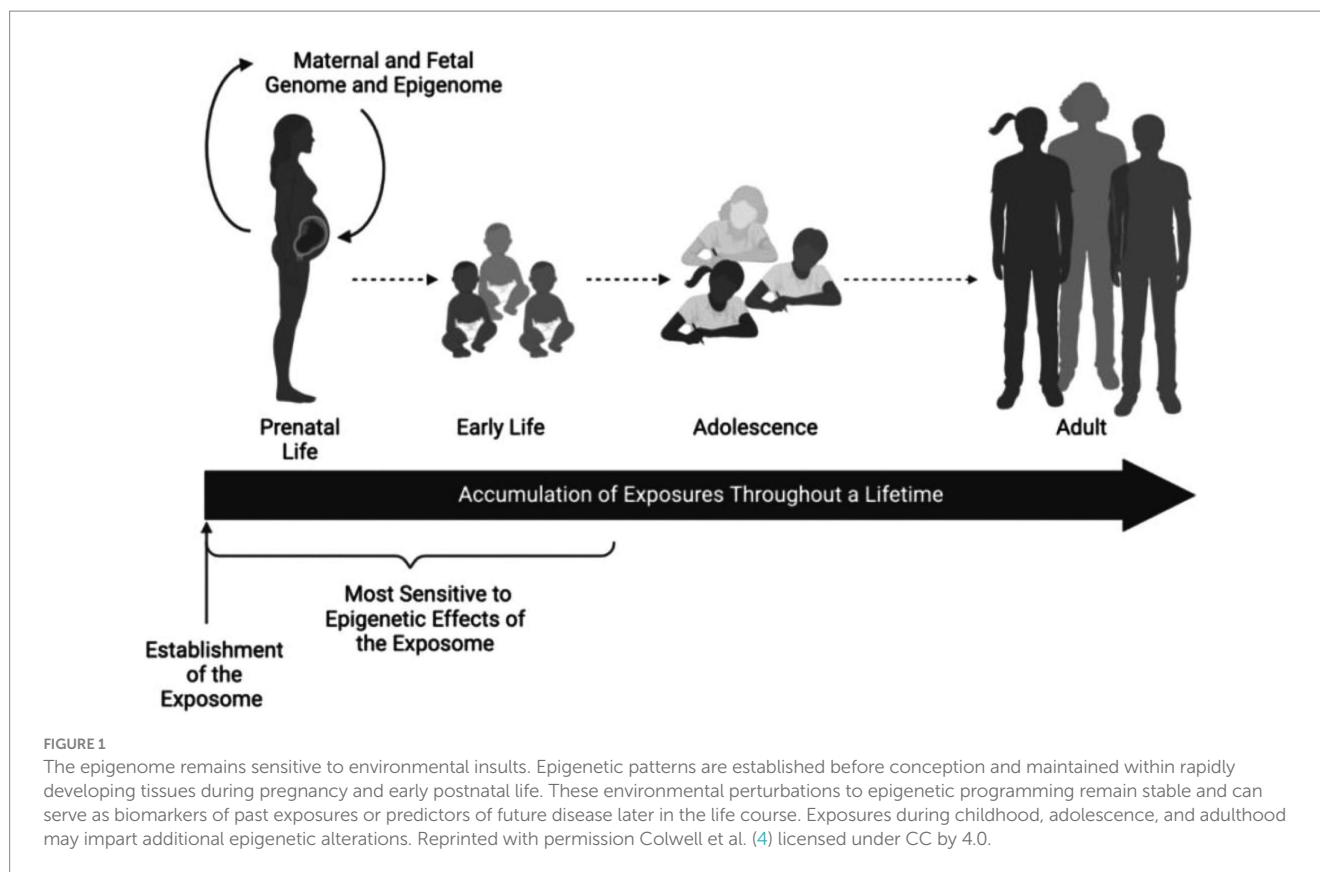 Maternal and Fetal
Genome and Epigenome
Prenatal
Life
Early Life
Adolescence
Adult
Accumulation of Exposures Throughout a Lifetime
Most Sensitive to
Epigenetic Effects of
the Exposome
Establishment
of the
Exposome
FIGURE 1
The epigenome remains sensitive to environmental insults. Epigenetic patterns are established before conception and maintained within rapidly
developing tissues during pregnancy and early postnatal life. These environmental perturbations to epigenetic programming remain stable and can
serve as biomarkers of past exposures or predictors of future disease later in the life course. Exposures during childhood, adolescence, and adulthood
may impart additional epigenetic alterations. Reprinted with permission Colwell et al. (4) licensed under CC by 4.0.